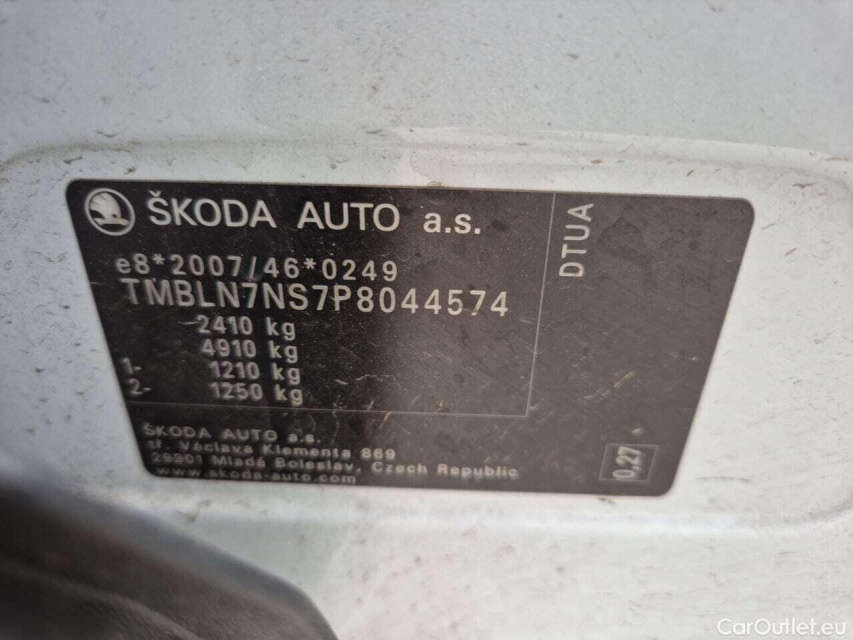 ŠKODA AUTO a.s.
e8*2007/46*0249
TMBLN7NS7P8044574
2410 kg
4910 kg
1- 1210 kg
2- 1250 kg
DTUA
ŠKODA AUTO a.s.
tř. Václava Klementa 869
29301 Mladá Boleslav, Czech Republic
www.skoda-auto.com
0,27
CarOutlet.eu